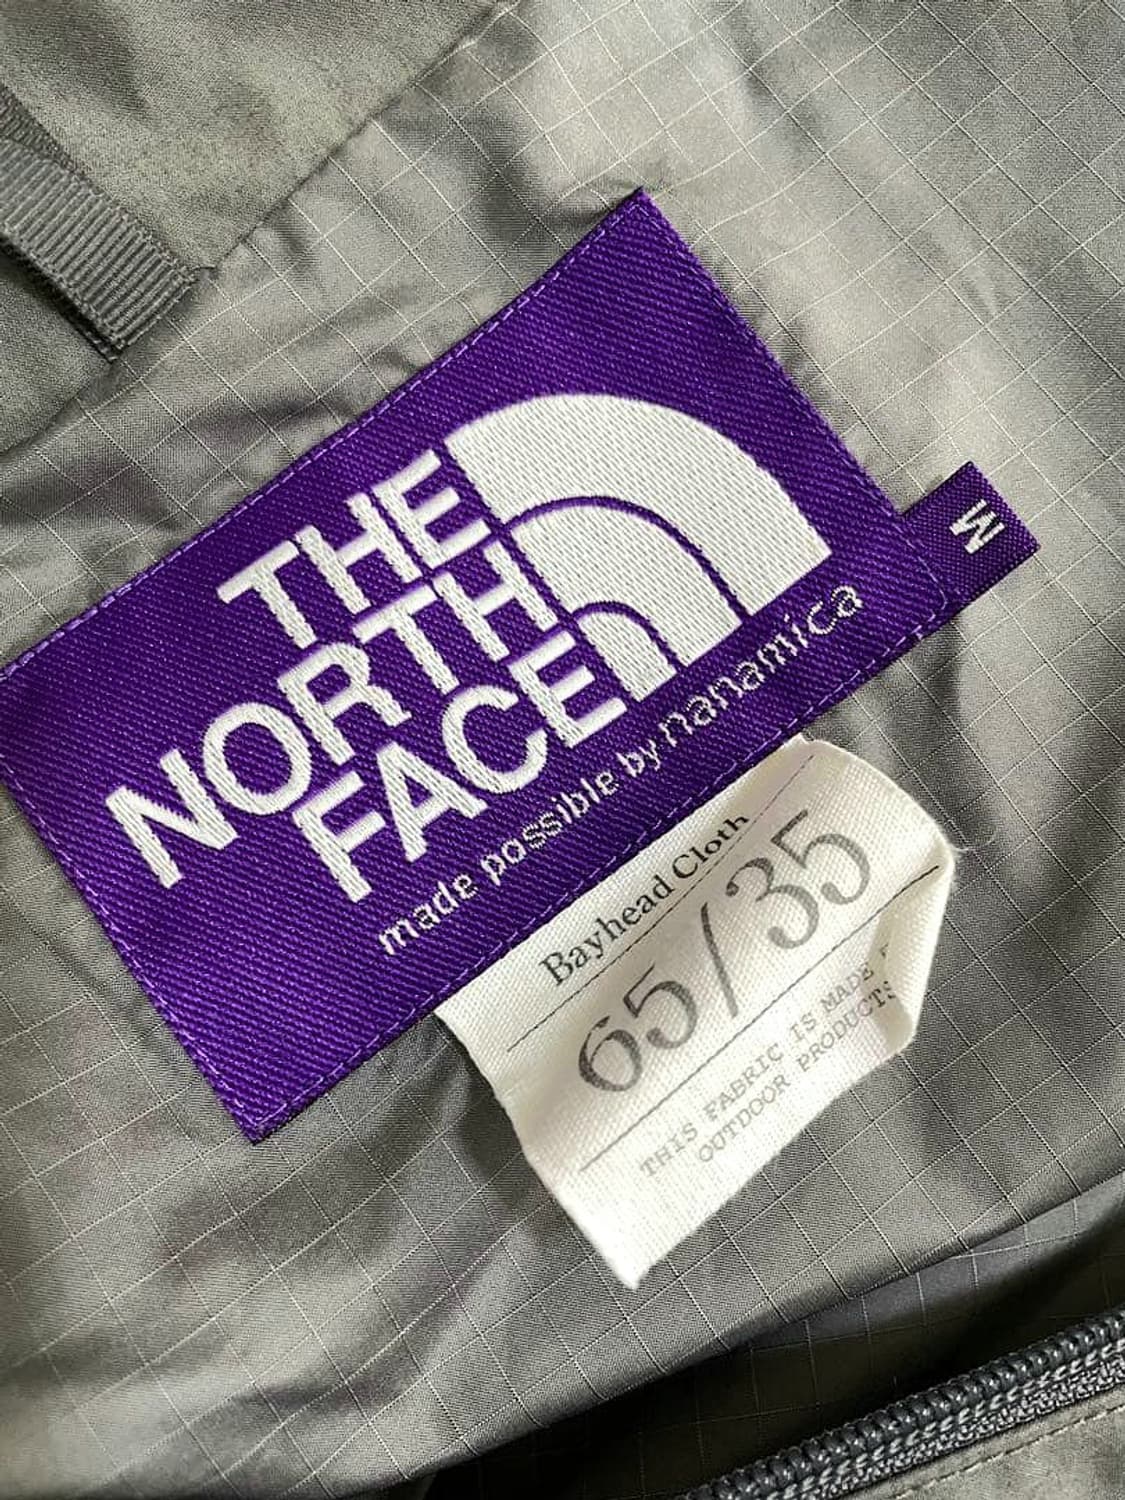 THE
NORTH
FACE
made possible by nanamica
M
Bayhead Cloth
65/35
THIS FABRIC IS MADE
OUTDOOR PRODUCTS